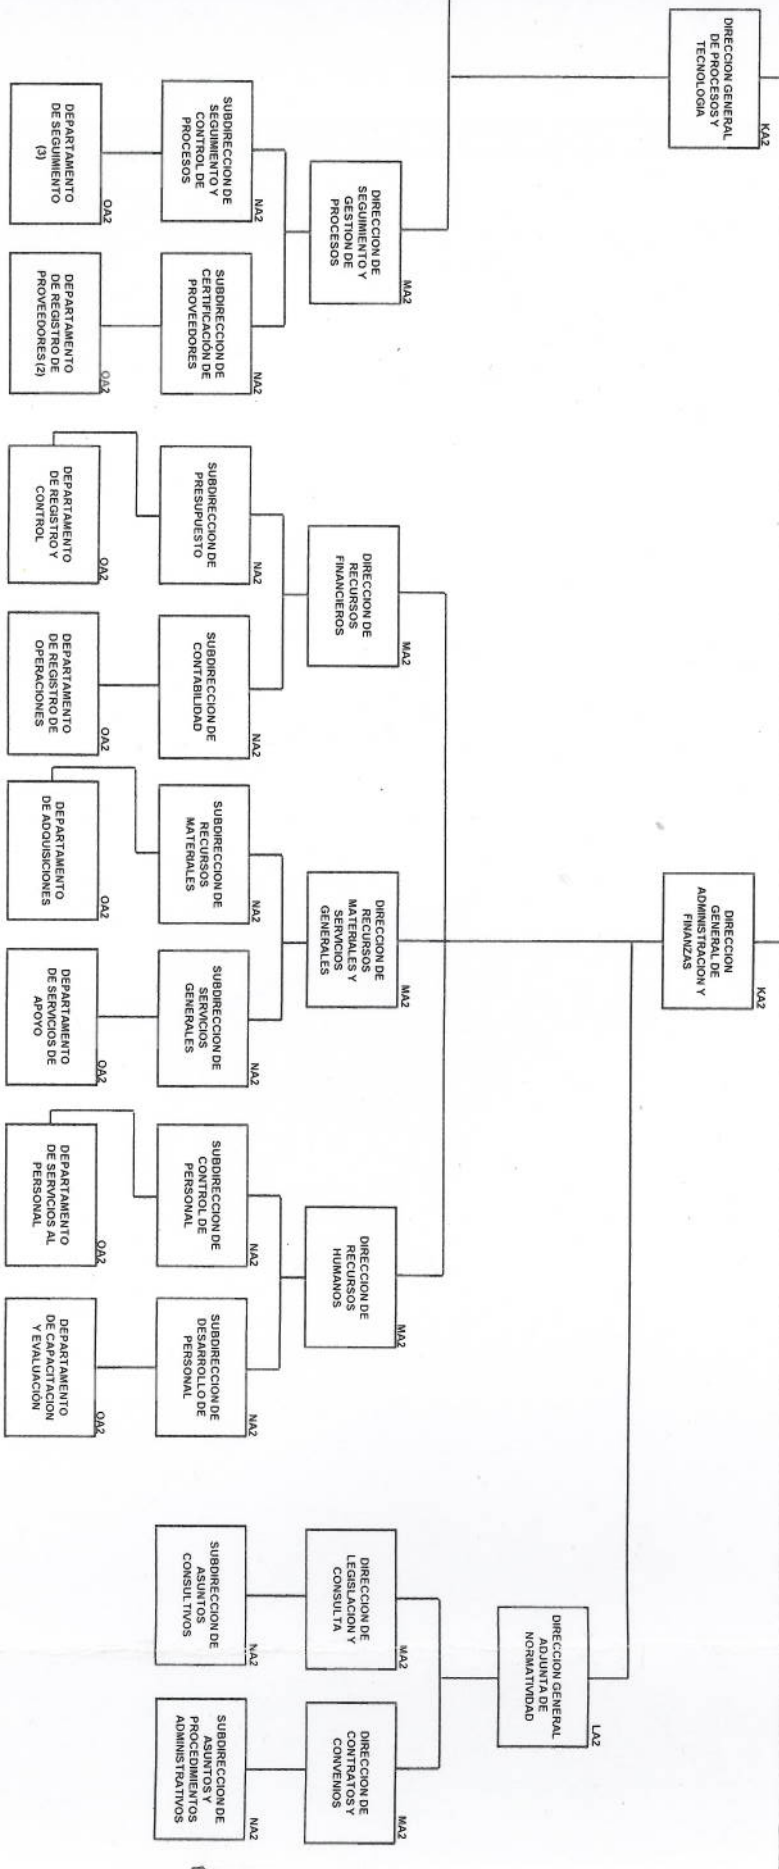 KA2
DIRECCION GENERAL
DE PROCESOS Y
TECNOLOGIA
KA2
DIRECCION
GENERAL DE
ADMINISTRACION Y
FINANZAS
LA2
DIRECCION GENERAL
ADJUNTA DE
NORMATIVIDAD
MA2
DIRECCION DE
SEGUIMIENTO Y
GESTION DE
PROCESOS
MA2
DIRECCION DE
RECURSOS
FINANCIEROS
MA2
DIRECCION DE
RECURSOS
MATERIALES Y
SERVICIOS
GENERALES
MA2
DIRECCION DE
RECURSOS
HUMANOS
MA2
DIRECCION DE
LEGISLACION Y
CONSULTA
MA2
DIRECCION DE
CONTRATOS Y
CONVENIOS
NA2
SUBDIRECCION DE
SEGUIMIENTO Y
CONTROL DE
PROCESOS
NA2
SUBDIRECCION DE
CERTIFICACIÓN DE
PROVEEDORES
NA2
SUBDIRECCION DE
PRESUPUESTO
NA2
SUBDIRECCION DE
CONTABILIDAD
NA2
SUBDIRECCION DE
RECURSOS
MATERIALES
NA2
SUBDIRECCION DE
SERVICIOS
GENERALES
NA2
SUBDIRECCION DE
CONTROL DE
PERSONAL
NA2
SUBDIRECCION DE
DESARROLLO DE
PERSONAL
NA2
SUBDIRECCION DE
ASUNTOS
CONSULTIVOS
NA2
SUBDIRECCION DE
ASUNTOS Y
PROCEDIMIENTOS
ADMINISTRATIVOS
OA2
DEPARTAMENTO
DE SEGUIMIENTO
(3)
OA2
DEPARTAMENTO
DE REGISTRO DE
PROVEEDORES (2)
OA2
DEPARTAMENTO
DE REGISTRO Y
CONTROL
OA2
DEPARTAMENTO
DE REGISTRO DE
OPERACIONES
OA2
DEPARTAMENTO
DE ADQUISICIONES
OA2
DEPARTAMENTO
DE SERVICIOS DE
APOYO
OA2
DEPARTAMENTO
DE SERVICIOS AL
PERSONAL
OA2
DEPARTAMENTO
DE CAPACITACION
Y EVALUACIÓN